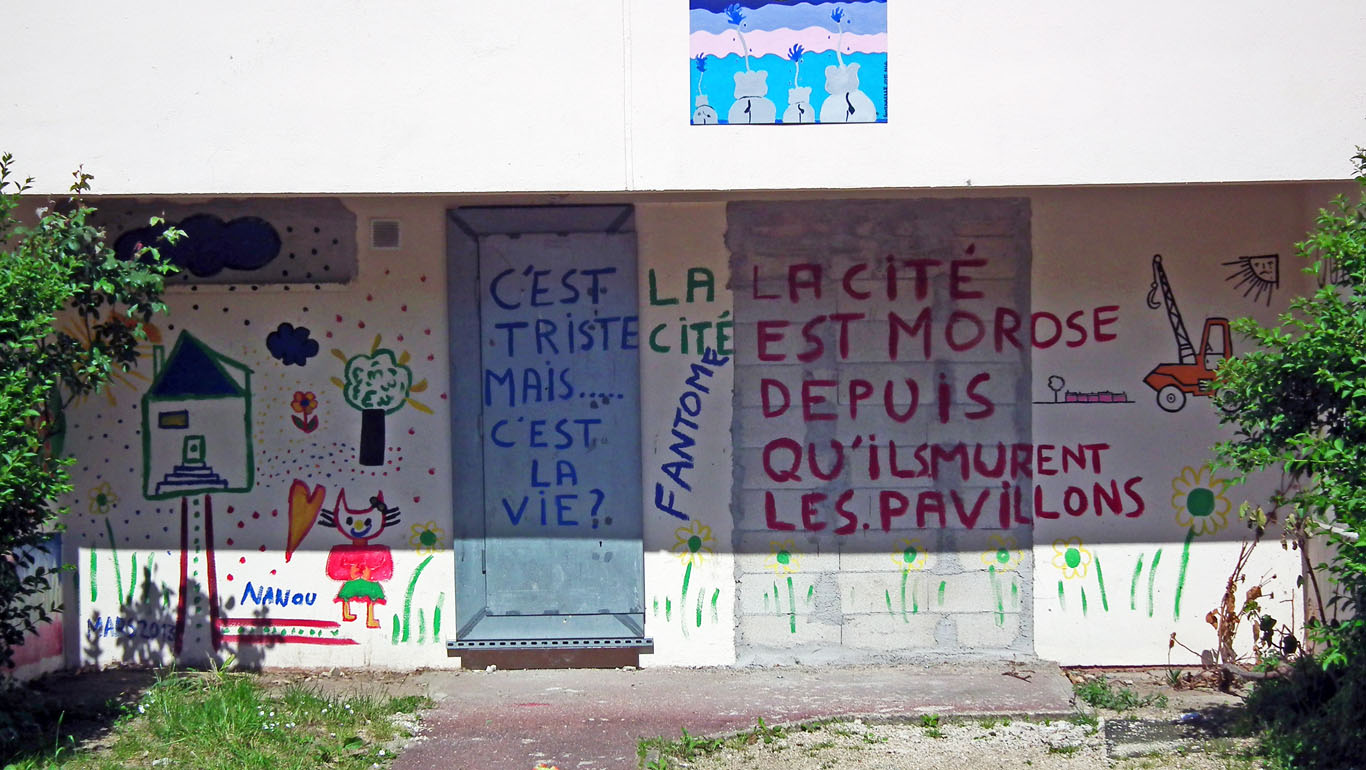 C'EST
TRISTE
MAIS.....
C'EST
LA
VIE?
LA
CITÉ
FANTOME
LA CITÉ
EST MOROSE
DEPUIS
QU'ILSMURENT
LES.PAVILLONS
NANOU